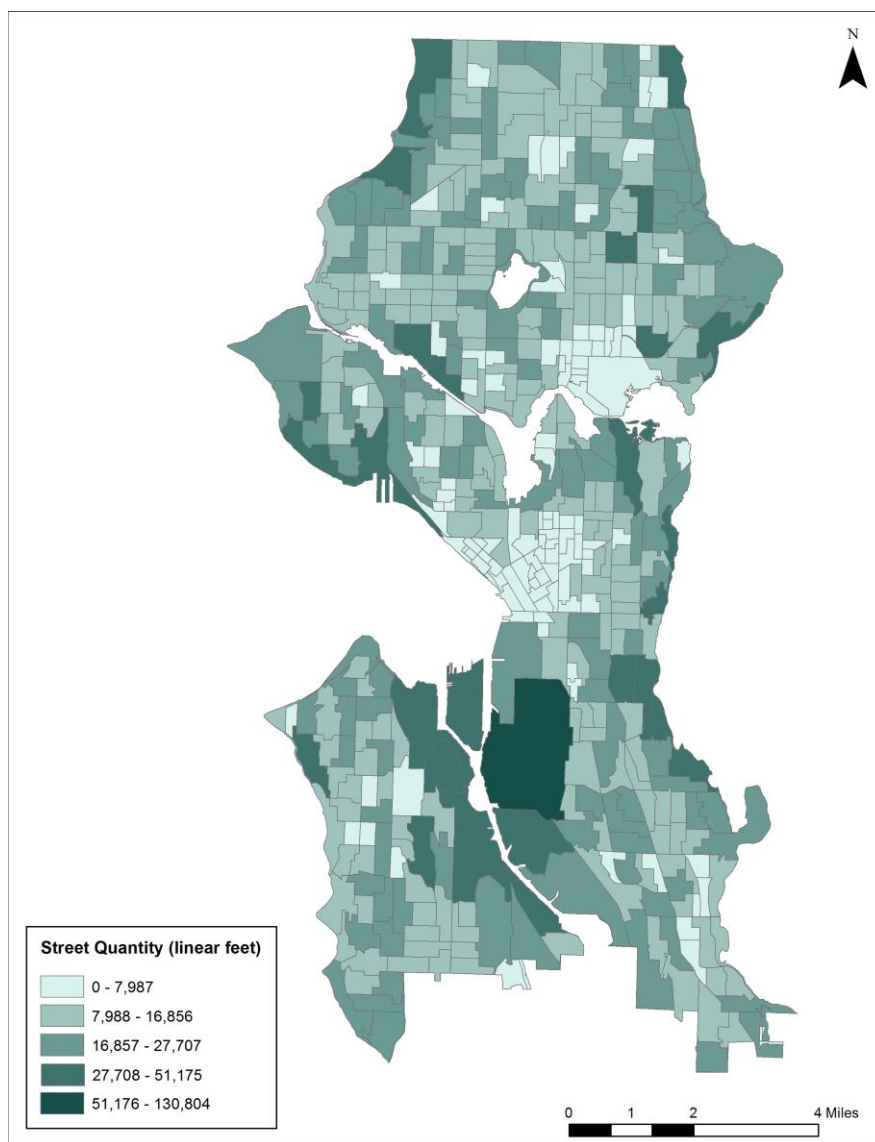 N
Street Quantity (linear feet)
0 - 7,987
7,988 - 16,856
16,857 - 27,707
27,708 - 51,175
51,176 - 130,804
0 1 2 4 Miles